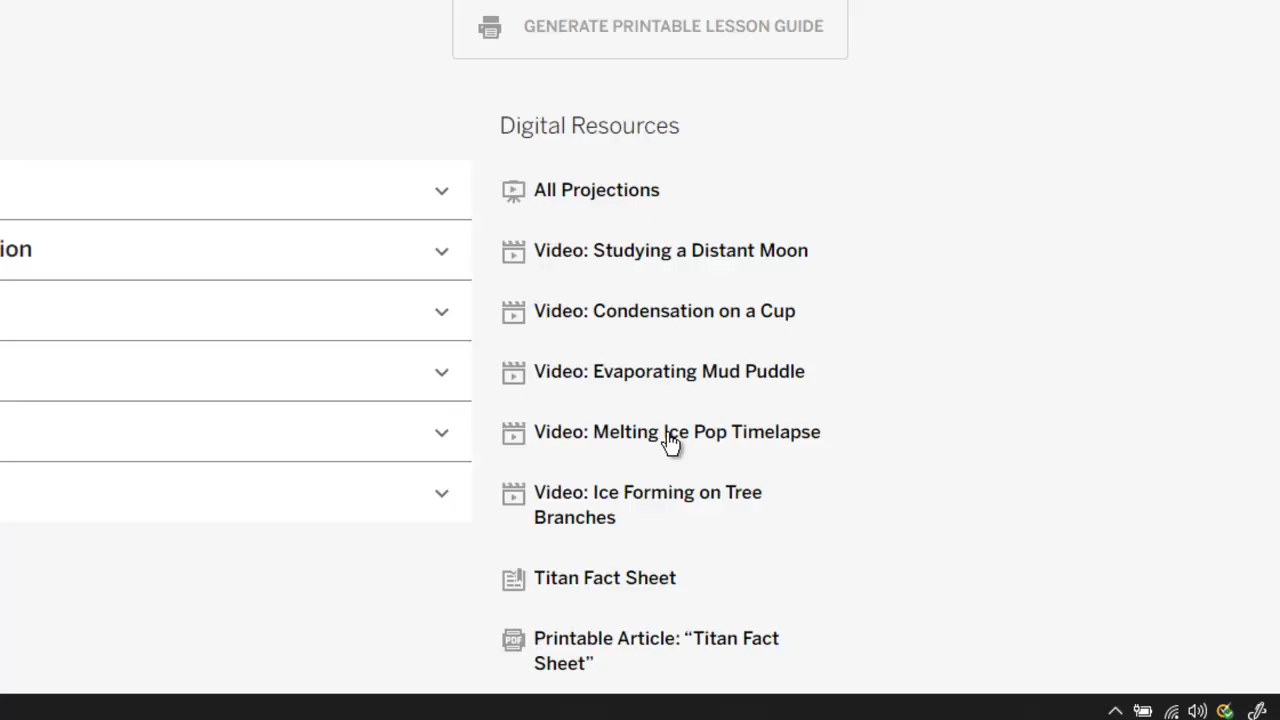 GENERATE PRINTABLE LESSON GUIDE
Digital Resources
All Projections
ion
Video: Studying a Distant Moon
Video: Condensation on a Cup
Video: Evaporating Mud Puddle
Video: Melting Ice Pop Timelapse
Video: Ice Forming on Tree
Branches
Titan Fact Sheet
PDF
Printable Article: “Titan Fact
Sheet”